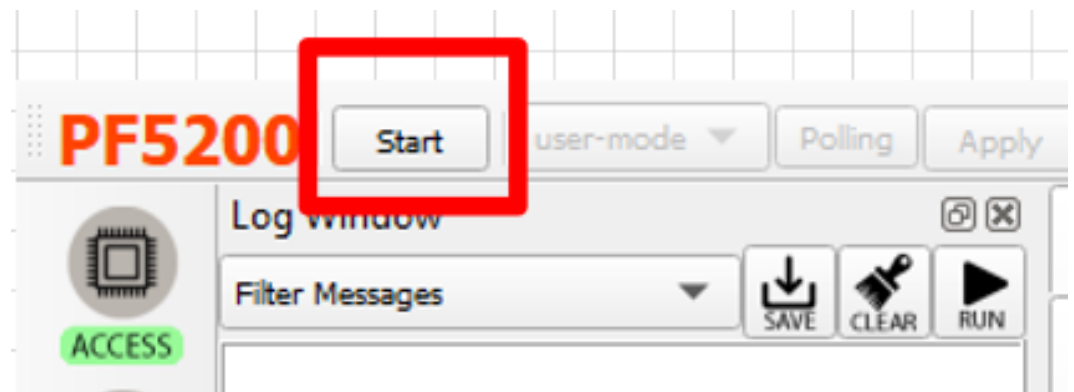 PF5200 Start user-mode Polling Apply
Log Window
Filter Messages
SAVE CLEAR RUN
ACCESS